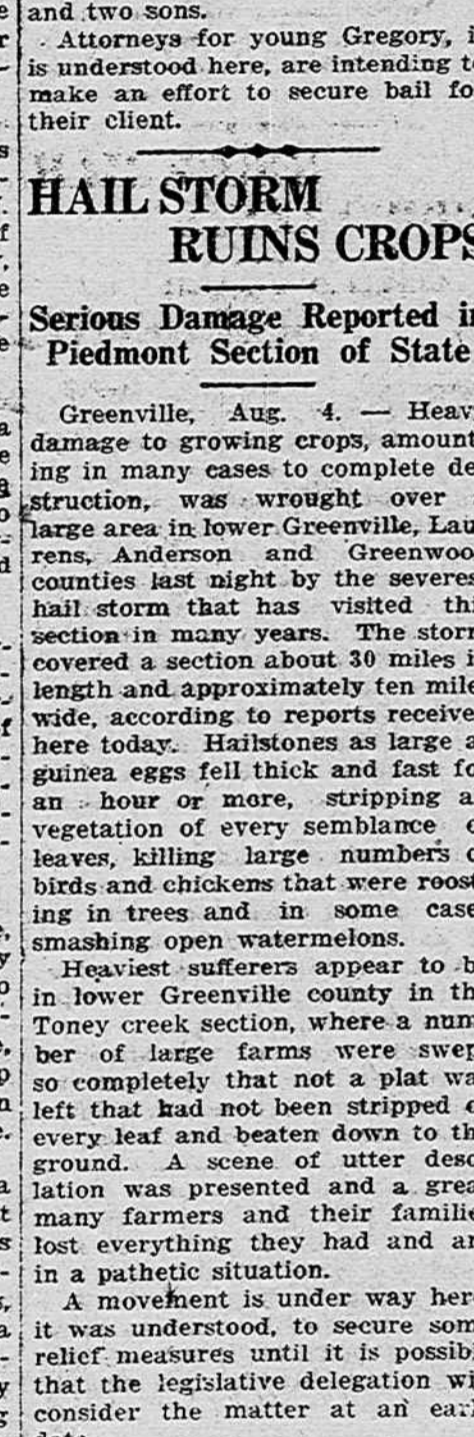 and two sons.
Attorneys for young Gregory, i
is understood here, are intending t
make an effort to secure bail fo
their client.
HAIL STORM
RUINS CROPS
Serious Damage Reported i
Piedmont Section of State
Greenville, Aug. 4. — Heav
damage to growing crops, amount
ing in many cases to complete de
struction, was wrought over
large area in lower Greenville, Lau
rens, Anderson and Greenwoo
counties last night by the severes
hail storm that has visited thi
section in many years. The stor
covered a section about 30 miles i
length and approximately ten mile
wide, according to reports receive
here today. Hailstones as large a
guinea eggs fell thick and fast fo
an hour or more, stripping a
vegetation of every semblance o
leaves, killing large numbers o
birds and chickens that were roost
ing in trees and in some case
smashing open watermelons.
Heaviest sufferers appear to b
in lower Greenville county in th
Toney creek section, where a num
ber of large farms were swep
so completely that not a plat wa
left that had not been stripped o
every leaf and beaten down to th
ground. A scene of utter deso
lation was presented and a grea
many farmers and their familie
lost everything they had and ar
in a pathetic situation.
A movement is under way her
it was understood, to secure som
relief measures until it is possib
that the legislative delegation wi
consider the matter at an earl